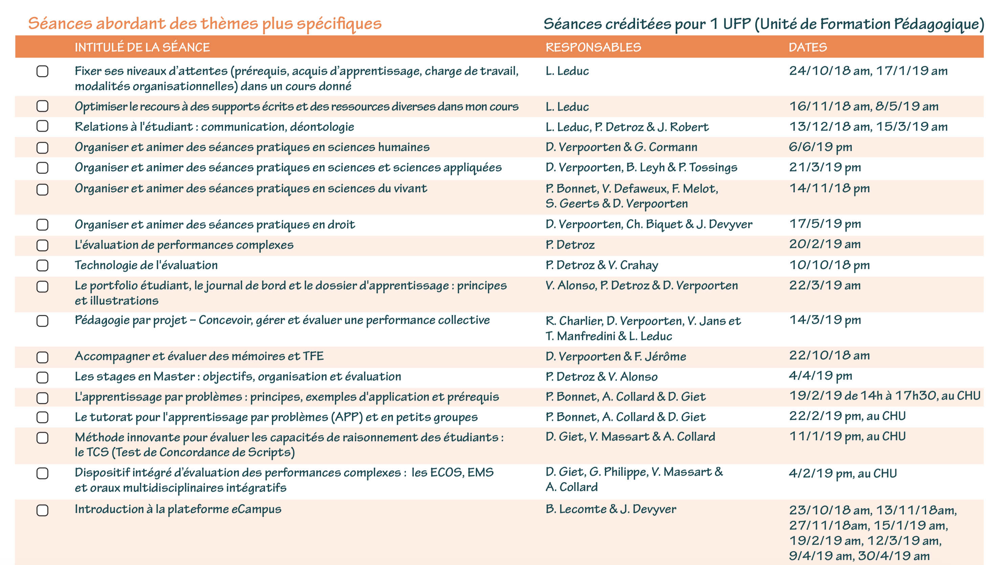 Séances abordant des thèmes plus spécifiques
Séances créditées pour 1 UFP (Unité de Formation Pédagogique)
INTITULÉ DE LA SÉANCE RESPONSABLES DATES
Fixer ses niveaux d’attentes (prérequis, acquis d’apprentissage, charge de travail, L. Leduc 24/10/18 am, 17/1/19 am
modalités organisationnelles) dans un cours donné
Optimiser le recours à des supports écrits et des ressources diverses dans mon cours L. Leduc 16/11/18 am, 8/5/19 am
Relations à l'étudiant : communication, déontologie L. Leduc, P. Detroz & J. Robert 13/12/18 am, 15/3/19 am
Organiser et animer des séances pratiques en sciences humaines D. Verpoorten & G. Cormann 6/6/19 pm
Organiser et animer des séances pratiques en sciences et sciences appliquées D. Verpoorten, B. Leyh & P. Tossings 21/3/19 pm
Organiser et animer des séances pratiques en sciences du vivant P. Bonnet, V. Defaweux, F. Melot, 14/11/18 pm
S. Geerts & D. Verpoorten
Organiser et animer des séances pratiques en droit D. Verpoorten, Ch. Biquet & J. Devyver 17/5/19 pm
L'évaluation de performances complexes P. Detroz 20/2/19 am
Technologie de l'évaluation P. Detroz & V. Crahay 10/10/18 pm
Le portfolio étudiant, le journal de bord et le dossier d'apprentissage : principes V. Alonso, P. Detroz & D. Verpoorten 22/3/19 am
et illustrations
Pédagogie par projet – Concevoir, gérer et évaluer une performance collective R. Charlier, D. Verpoorten, V. Jans et 14/3/19 pm
T. Manfredini & L. Leduc
Accompagner et évaluer des mémoires et TFE D. Verpoorten & F. Jérôme 22/10/18 am
Les stages en Master : objectifs, organisation et évaluation P. Detroz & V. Alonso 4/4/19 pm
L'apprentissage par problèmes : principes, exemples d'application et prérequis P. Bonnet, A. Collard & D. Giet 19/2/19 de 14h à 17h30, au CHU
Le tutorat pour l'apprentissage par problèmes (APP) et en petits groupes P. Bonnet, A. Collard & D. Giet 22/2/19 pm, au CHU
Méthode innovante pour évaluer les capacités de raisonnement des étudiants : D. Giet, V. Massart & A. Collard 11/1/19 pm, au CHU
le TCS (Test de Concordance de Scripts)
Dispositif intégré d’évaluation des performances complexes : les ECOS, EMS D. Giet, G. Philippe, V. Massart & 4/2/19 pm, au CHU
et oraux multidisciplinaires intégratifs A. Collard
Introduction à la plateforme eCampus B. Lecomte & J. Devyver 23/10/18 am, 13/11/18am,
27/11/18am, 15/1/19 am,
19/2/19 am, 12/3/19 am,
9/4/19 am, 30/4/19 am